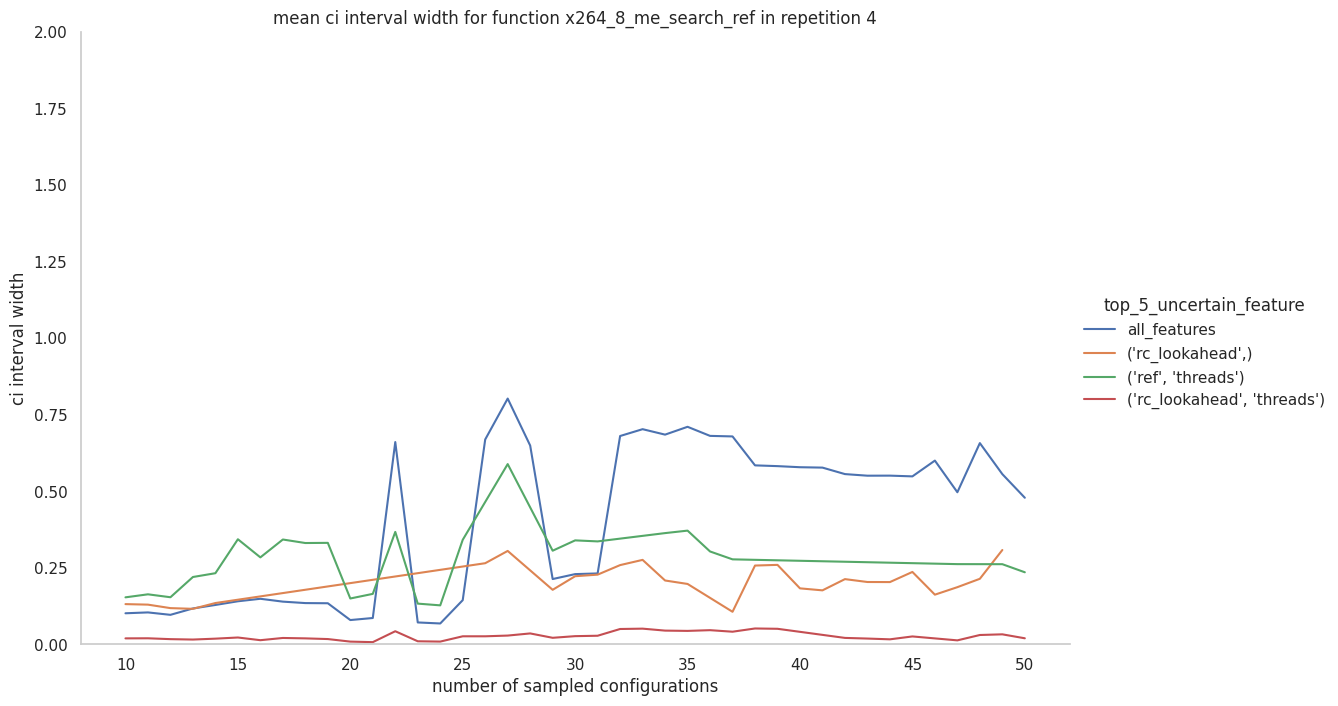 mean ci interval width for function x264_8_me_search_ref in repetition 4
2.00
1.75
1.50
1.25
1.00
0.75
0.50
0.25
0.00
ci interval width
10 15 20 25 30 35 40 45 50
number of sampled configurations
top_5_uncertain_feature
all_features
('rc_lookahead',)
('ref', 'threads')
('rc_lookahead', 'threads')